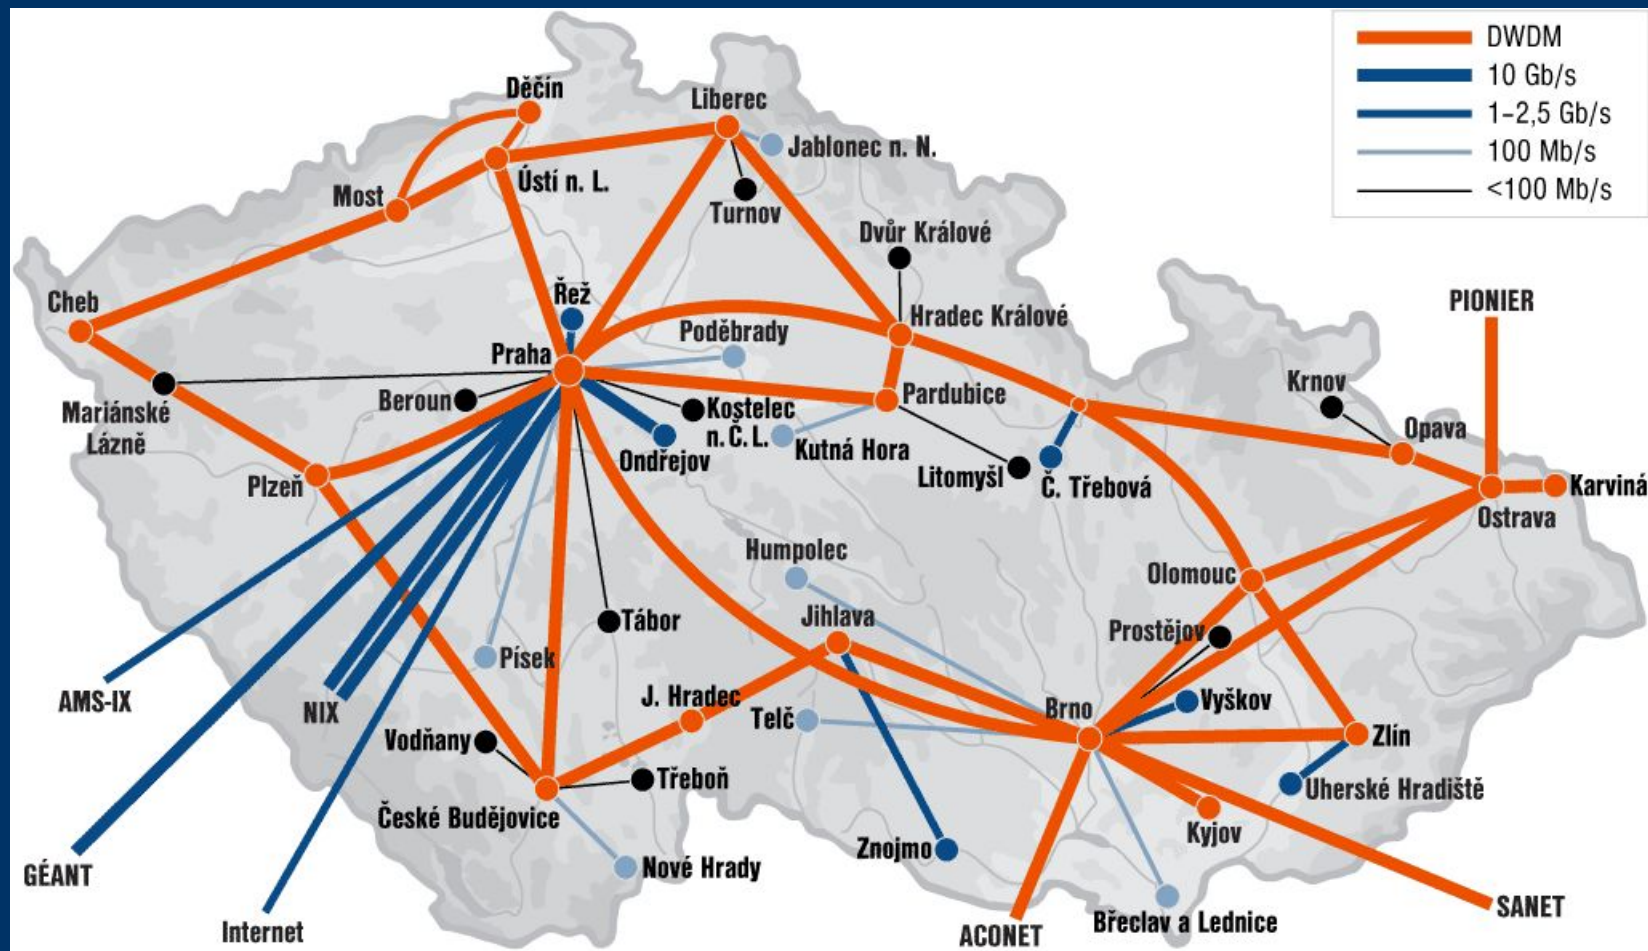 DWDM
10 Gb/s
1–2,5 Gb/s
100 Mb/s
<100 Mb/s
Děčín
Liberec
Jablonec n. N.
Ústí n. L.
Most
Turnov
Dvůr Králové
Cheb
Řež
Hradec Králové
PIONIER
Poděbrady
Praha
Mariánské
Lázně
Beroun
Kostelec
n. Č. L.
Pardubice
Krnov
Opava
Plzeň
Ondřejov
Kutná Hora
Litomyšl
Č. Třebová
Karviná
Ostrava
Humpolec
Olomouc
Tábor
Jihlava
Prostějov
Písek
AMS-IX
NIX
J. Hradec
Telč
Brno
Vyškov
Zlín
Vodňany
Třeboň
Uherské Hradiště
České Budějovice
Kyjov
Znojmo
GÉANT
Nové Hrady
Internet
ACONET
Břeclav a Lednice
SANET